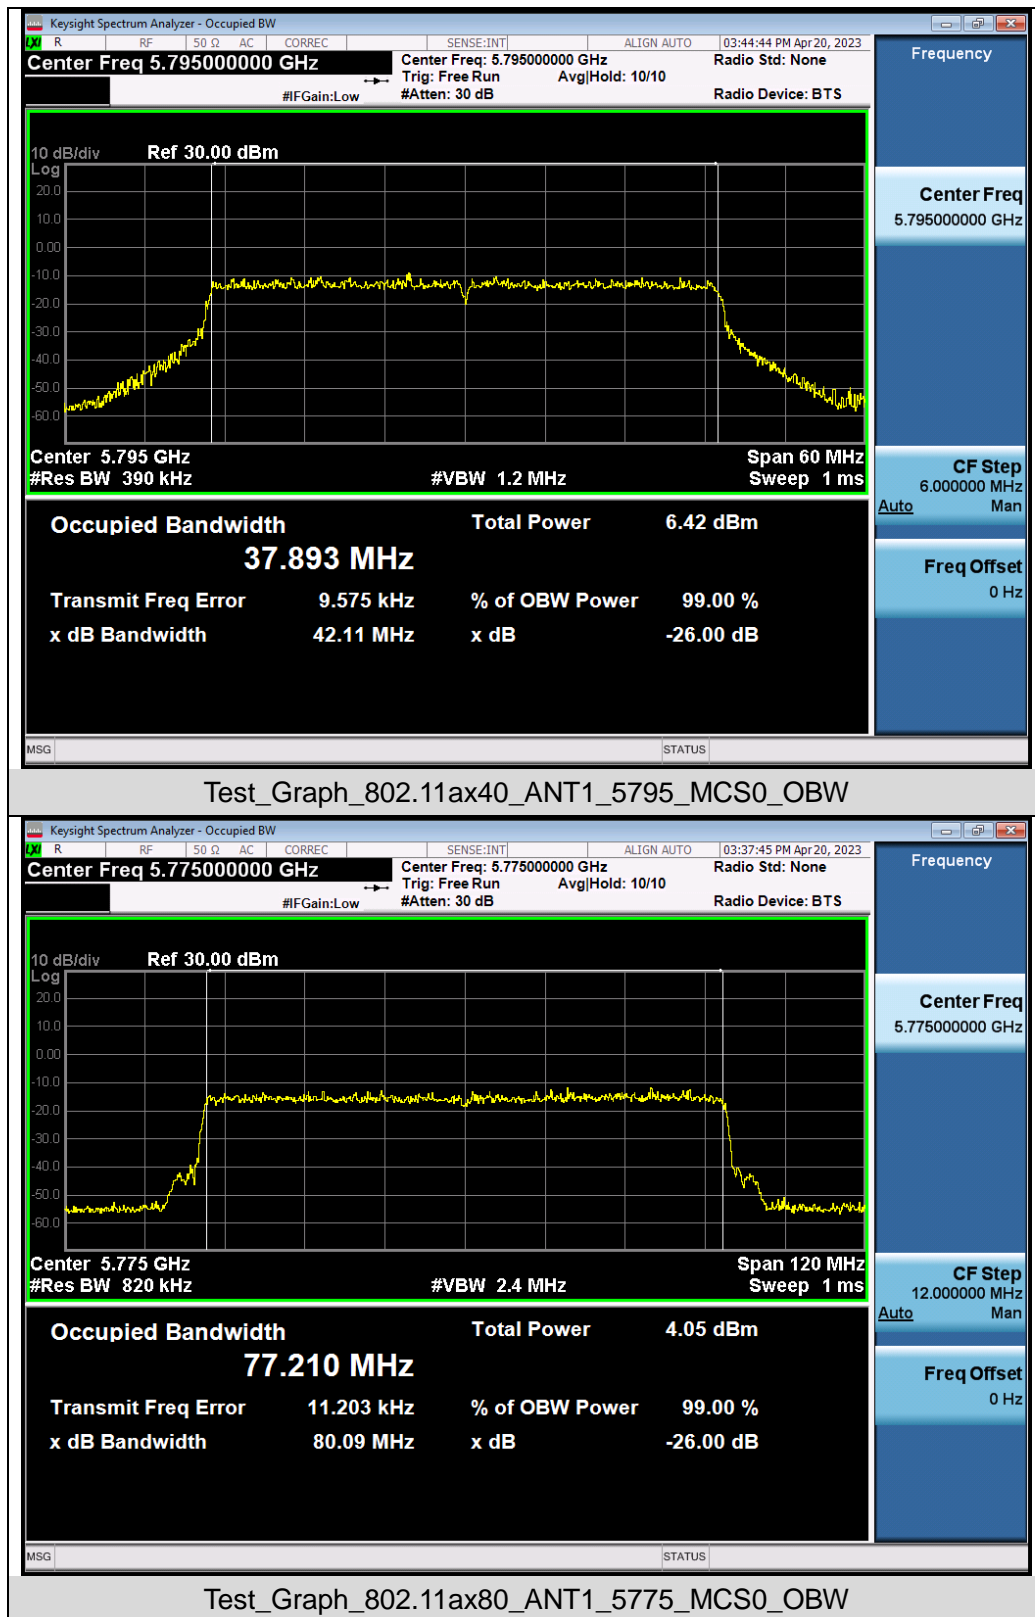 Keysight Spectrum Analyzer - Occupied BW
LXI R RF 50 Ω AC CORREC SENSE:INT ALIGN AUTO 03:44:44 PM Apr 20, 2023
Center Freq 5.795000000 GHz Center Freq: 5.795000000 GHz Radio Std: None
Trig: Free Run Avg|Hold: 10/10
#IFGain:Low #Atten: 30 dB Radio Device: BTS
10 dB/div Ref 30.00 dBm
Log
20.0
10.0
0.00
-10.0
-20.0
-30.0
-40.0
-50.0
-60.0
Center 5.795 GHz Span 60 MHz
#Res BW 390 kHz #VBW 1.2 MHz Sweep 1 ms
Occupied Bandwidth Total Power 6.42 dBm
37.893 MHz
Transmit Freq Error 9.575 kHz % of OBW Power 99.00 %
x dB Bandwidth 42.11 MHz x dB -26.00 dB
Frequency
Center Freq
5.795000000 GHz
CF Step
6.000000 MHz
Auto Man
Freq Offset
0 Hz
MSG STATUS
Test_Graph_802.11ax40_ANT1_5795_MCS0_OBW
Keysight Spectrum Analyzer - Occupied BW
LXI R RF 50 Ω AC CORREC SENSE:INT ALIGN AUTO 03:37:45 PM Apr 20, 2023
Center Freq 5.775000000 GHz Center Freq: 5.775000000 GHz Radio Std: None
Trig: Free Run Avg|Hold: 10/10
#IFGain:Low #Atten: 30 dB Radio Device: BTS
10 dB/div Ref 30.00 dBm
Log
20.0
10.0
0.00
-10.0
-20.0
-30.0
-40.0
-50.0
-60.0
Center 5.775 GHz Span 120 MHz
#Res BW 820 kHz #VBW 2.4 MHz Sweep 1 ms
Occupied Bandwidth Total Power 4.05 dBm
77.210 MHz
Transmit Freq Error 11.203 kHz % of OBW Power 99.00 %
x dB Bandwidth 80.09 MHz x dB -26.00 dB
Frequency
Center Freq
5.775000000 GHz
CF Step
12.000000 MHz
Auto Man
Freq Offset
0 Hz
MSG STATUS
Test_Graph_802.11ax80_ANT1_5775_MCS0_OBW